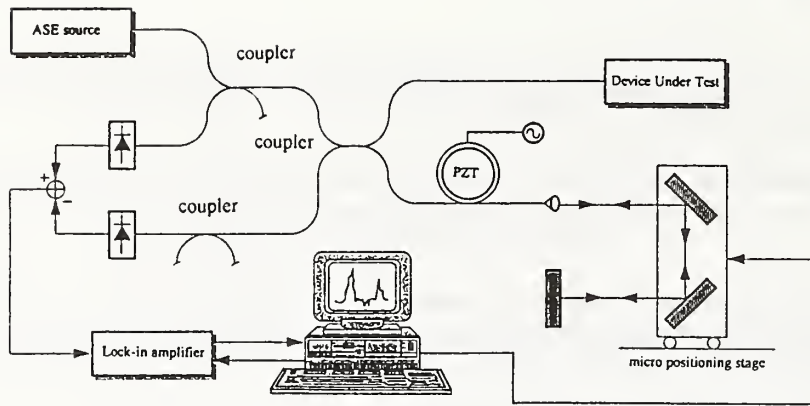 ASE source
coupler
Device Under Test
coupler
PZT
+
-
coupler
Lock-in amplifier
micro positioning stage